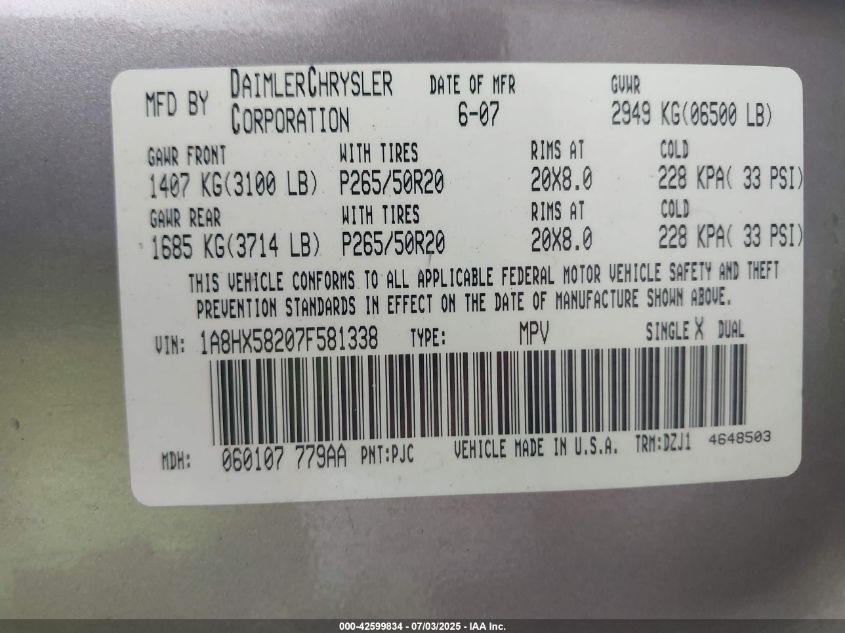 MFD BY DAIMLERCHRYSLER CORPORATION DATE OF MFR 6-07 GVWR 2949 KG(06500 LB)
GAWR FRONT WITH TIRES RIMS AT COLD
1407 KG(3100 LB) P265/50R20 20X8.0 228 KPA( 33 PSI)
GAWR REAR WITH TIRES RIMS AT COLD
1685 KG(3714 LB) P265/50R20 20X8.0 228 KPA( 33 PSI)
THIS VEHICLE CONFORMS TO ALL APPLICABLE FEDERAL MOTOR VEHICLE SAFETY AND THEFT
PREVENTION STANDARDS IN EFFECT ON THE DATE OF MANUFACTURE SHOWN ABOVE.
VIN: 1A8HX58207F581338 TYPE: MPV SINGLE X DUAL
MDH: 060107 779AA PNT:PJC VEHICLE MADE IN U.S.A. TRM:DZJ1 4648503
000-42599834 - 07/03/2025 - IAA Inc.